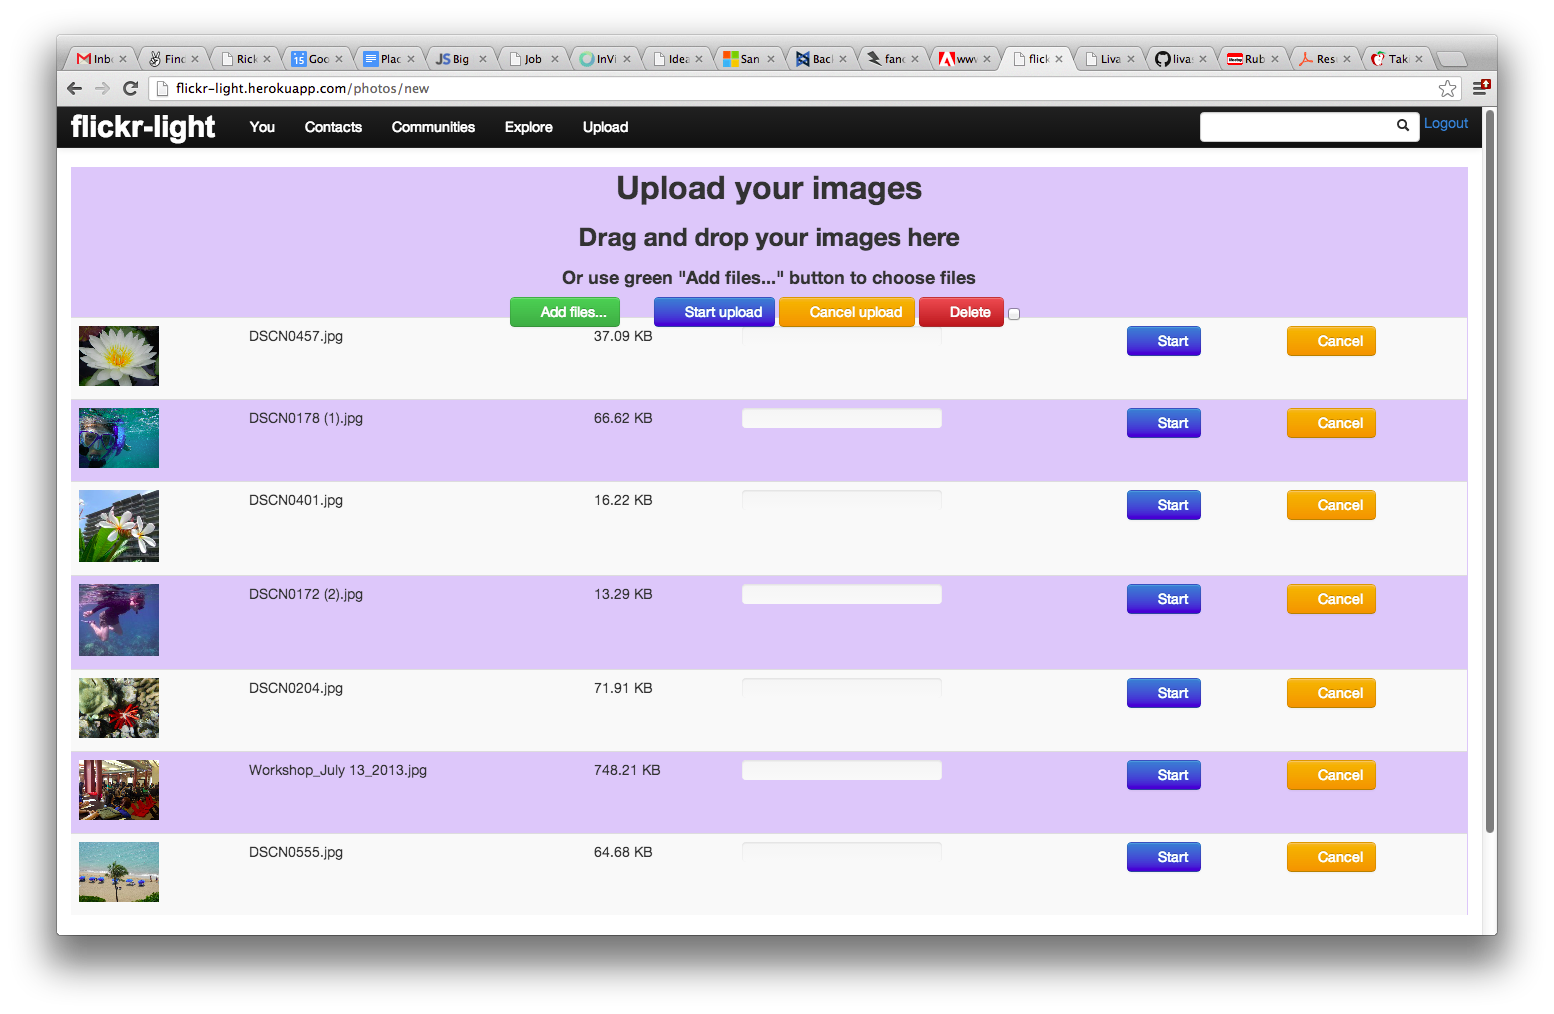 Inb Find Rick Goo Plac JS Big Job InVi Idea San Bac fanc www flick Liva livas Rub Res Tak
flickr-light.herokuapp.com/photos/new
flickr-light You Contacts Communities Explore Upload Logout
Upload your images
Drag and drop your images here
Or use green "Add files..." button to choose files
Add files... Start upload Cancel upload Delete
DSCN0457.jpg 37.09 KB Start Cancel
DSCN0178 (1).jpg 66.62 KB Start Cancel
DSCN0401.jpg 16.22 KB Start Cancel
DSCN0172 (2).jpg 13.29 KB Start Cancel
DSCN0204.jpg 71.91 KB Start Cancel
Workshop_July 13_2013.jpg 748.21 KB Start Cancel
DSCN0555.jpg 64.68 KB Start Cancel